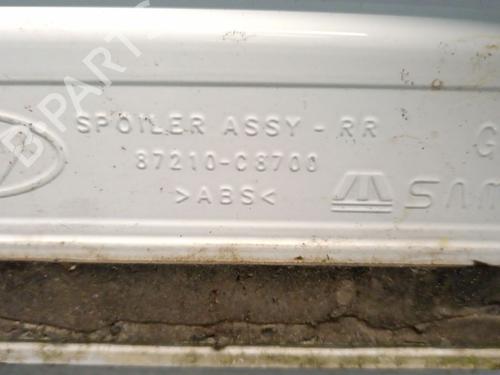 SPOILER ASSY - RR
87210-C8700
>ABS<